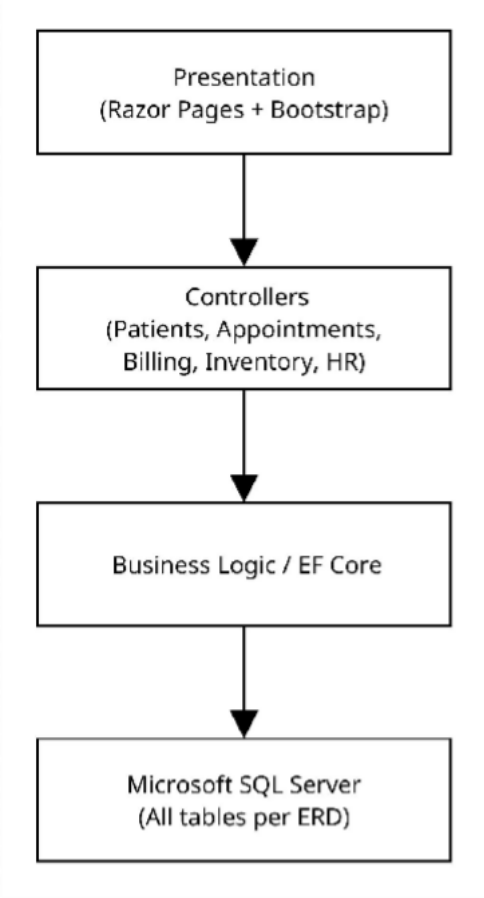 Presentation
(Razor Pages + Bootstrap)
Controllers
(Patients, Appointments,
Billing, Inventory, HR)
Business Logic / EF Core
Microsoft SQL Server
(All tables per ERD)